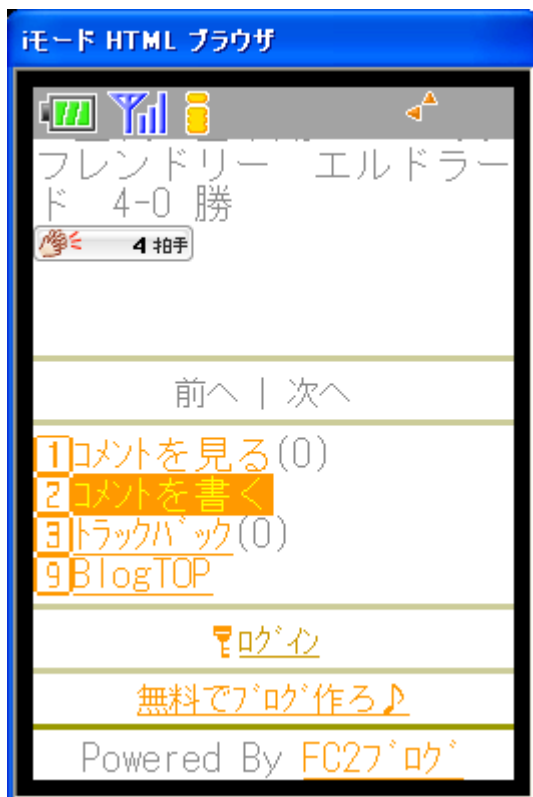 iモード HTML ブラウザ
フレンドリー エルドラー
ド 4-0 勝
4 拍手
前へ | 次へ
1コメントを見る(0)
2コメントを書く
3トラックバック(0)
9BlogTOP
ログイン
無料でブログ作ろ♪
Powered By FC2ブログ